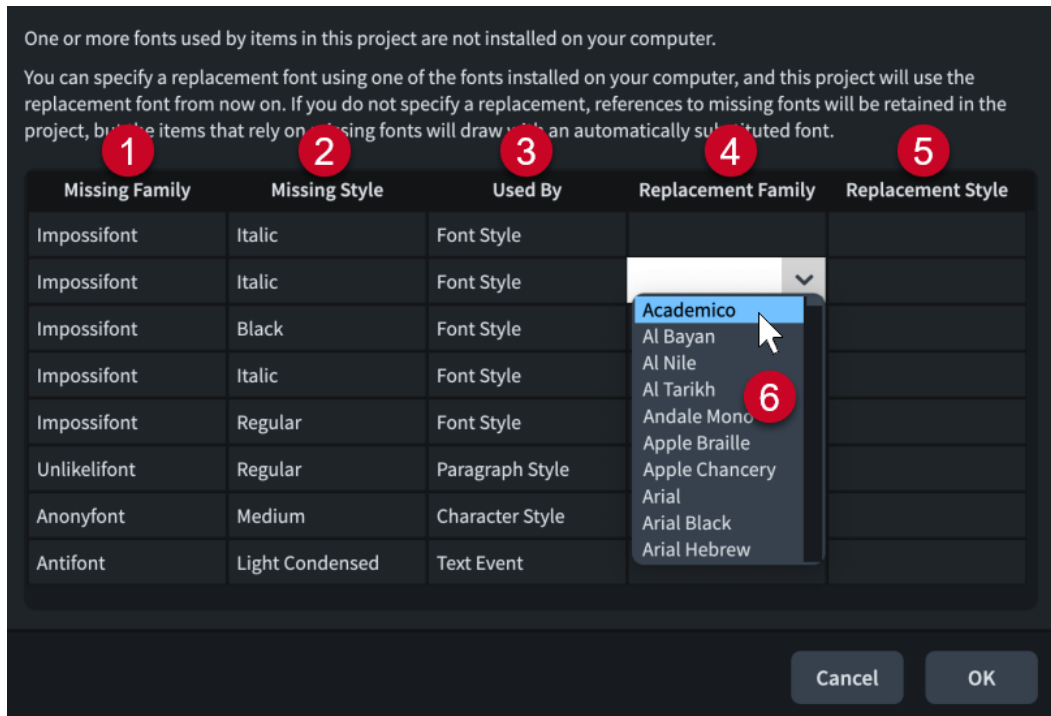 One or more fonts used by items in this project are not installed on your computer.
You can specify a replacement font using one of the fonts installed on your computer, and this project will use the
replacement font from now on. If you do not specify a replacement, references to missing fonts will be retained in the
project, but the items that rely on missing fonts will draw with an automatically substituted font.
1 2 3 4 5
Missing Family Missing Style Used By Replacement Family Replacement Style
Impossifont Italic Font Style
Impossifont Italic Font Style
Academico
Impossifont Black Font Style
Al Bayan
Al Nile
Impossifont Italic Font Style
Al Tarikh
6
Andale Mono
Impossifont Regular Font Style
Apple Braille
Unlikelifont Regular Paragraph Style
Apple Chancery
Arial
Anonyfont Medium Character Style
Arial Black
Arial Hebrew
Antifont Light Condensed Text Event
Cancel OK